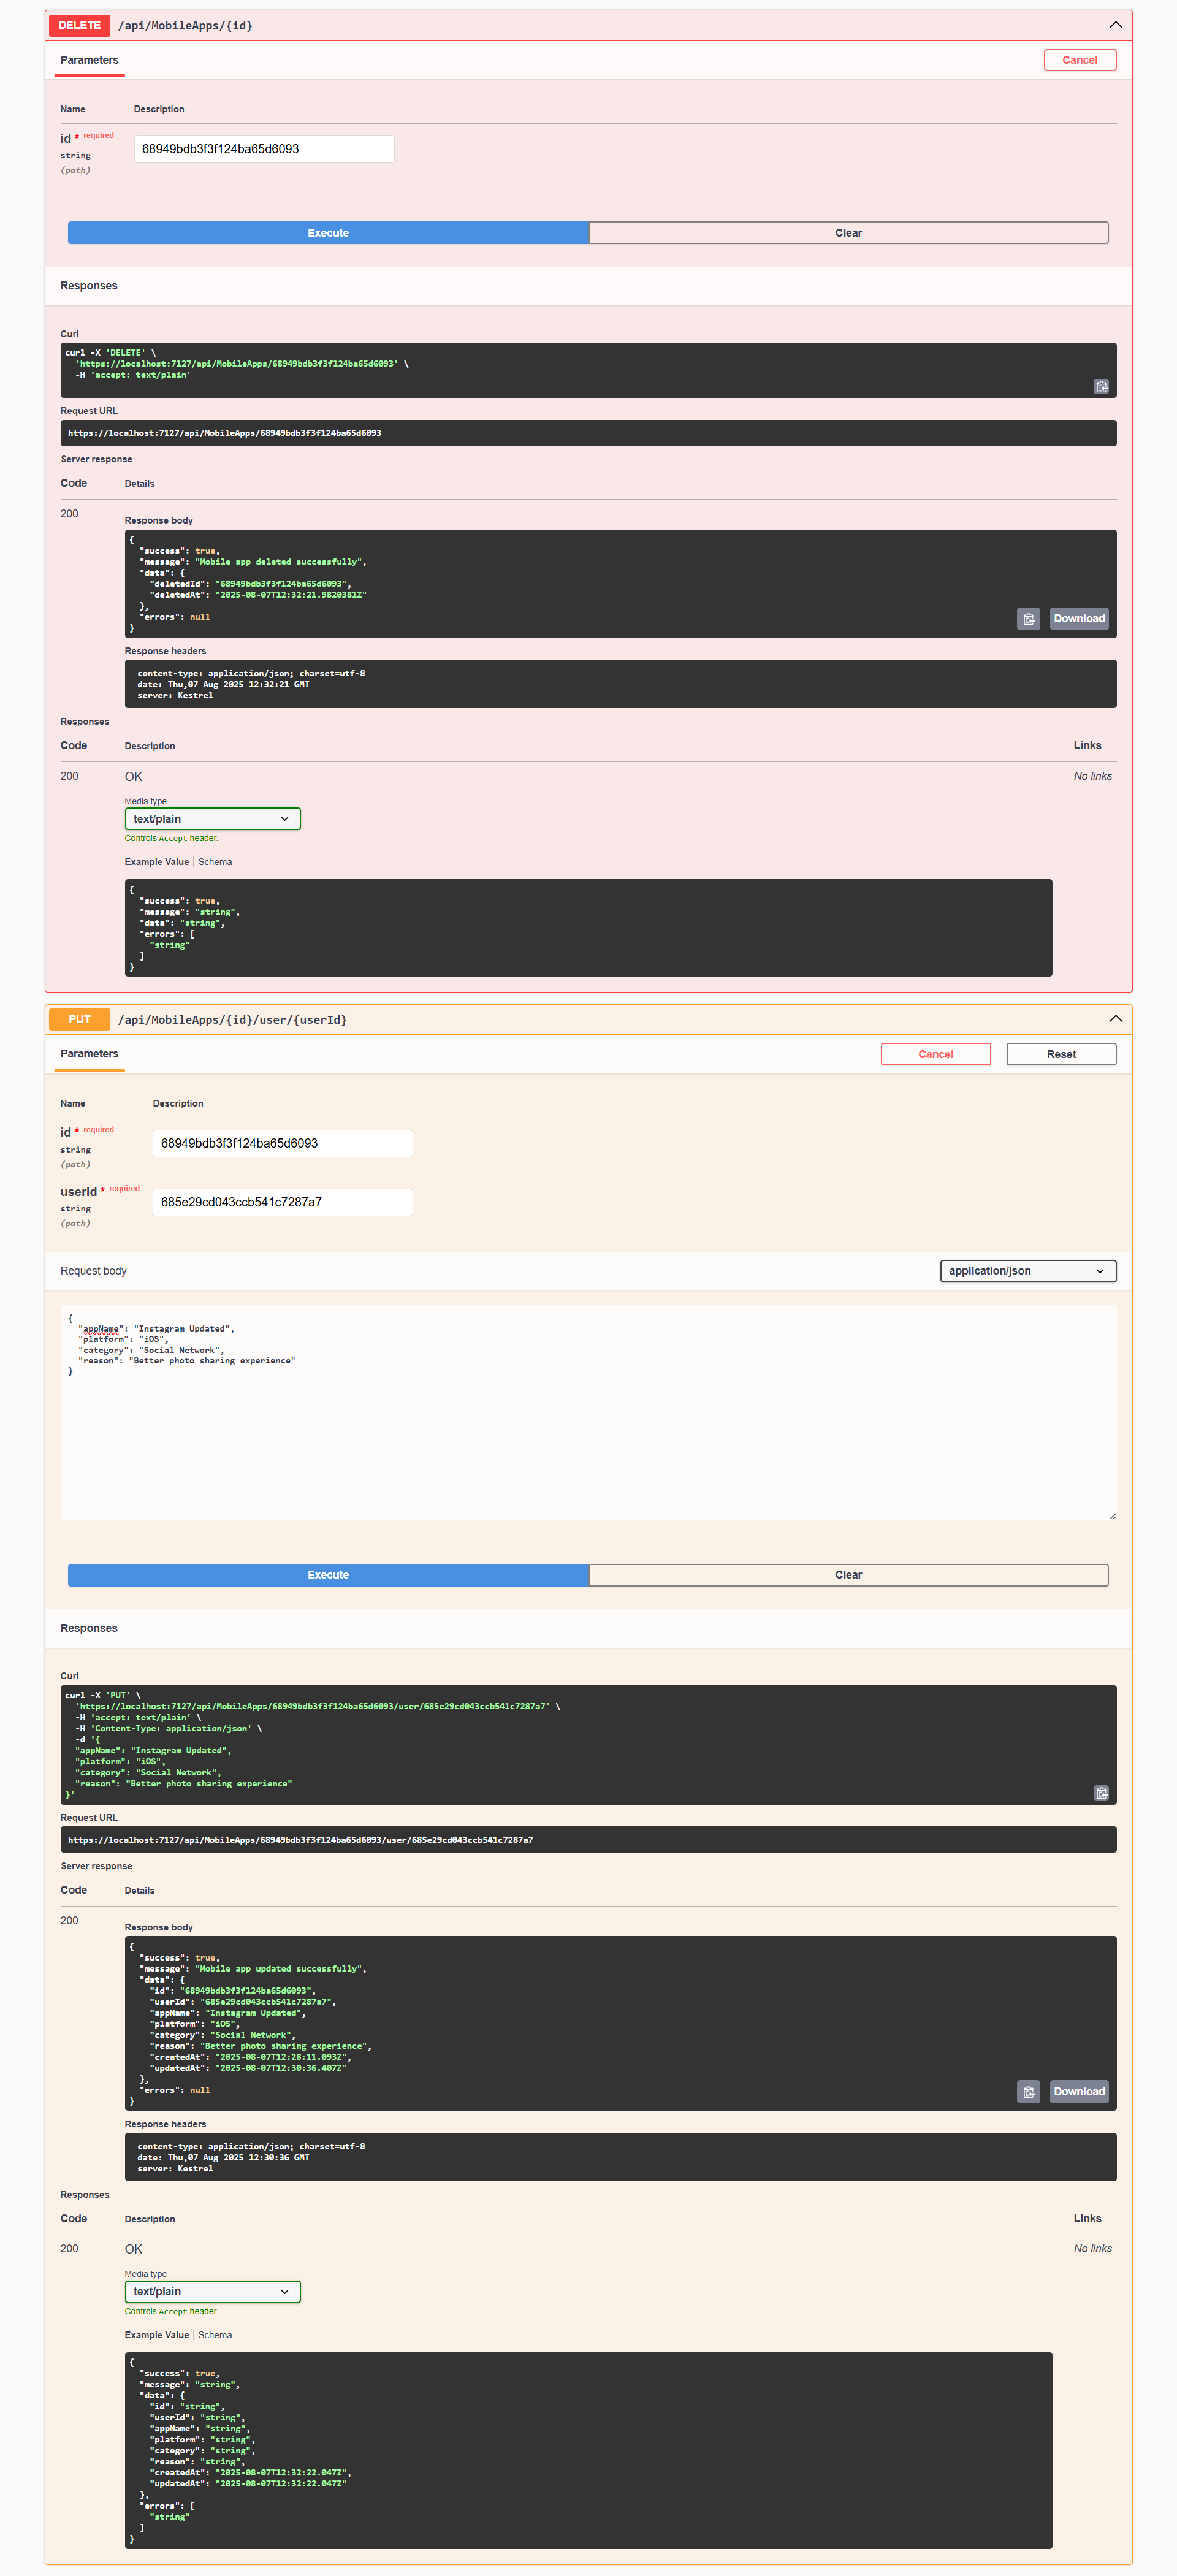 DELETE /api/MobileApps/{id}
Parameters
Cancel
Name Description
id * required
string
(path)
68949bdb3f3f124ba65d6093
Execute Clear
Responses
Curl
curl -X 'DELETE' \
'https://localhost:7127/api/MobileApps/68949bdb3f3f124ba65d6093' \
-H 'accept: text/plain'
Request URL
https://localhost:7127/api/MobileApps/68949bdb3f3f124ba65d6093
Server response
Code Details
200
Response body
{
"success": true,
"message": "Mobile app deleted successfully",
"data": {
"deletedId": "68949bdb3f3f124ba65d6093",
"deletedAt": "2025-08-07T12:32:21.9820381Z"
},
"errors": null
}
Download
Response headers
content-type: application/json; charset=utf-8
date: Thu,07 Aug 2025 12:32:21 GMT
server: Kestrel
Responses
Code Description Links
200 OK No links
Media type
text/plain
Controls Accept header.
Example Value Schema
{
"success": true,
"message": "string",
"data": "string",
"errors": [
"string"
]
}
PUT /api/MobileApps/{id}/user/{userId}
Parameters
Cancel Reset
Name Description
id * required
string
(path)
68949bdb3f3f124ba65d6093
userId * required
string
(path)
685e29cd043ccb541c7287a7
Request body
application/json
{
"appName": "Instagram Updated",
"platform": "iOS",
"category": "Social Network",
"reason": "Better photo sharing experience"
}
Execute Clear
Responses
Curl
curl -X 'PUT' \
'https://localhost:7127/api/MobileApps/68949bdb3f3f124ba65d6093/user/685e29cd043ccb541c7287a7' \
-H 'accept: text/plain' \
-H 'Content-Type: application/json' \
-d '{
"appName": "Instagram Updated",
"platform": "iOS",
"category": "Social Network",
"reason": "Better photo sharing experience"
}'
Request URL
https://localhost:7127/api/MobileApps/68949bdb3f3f124ba65d6093/user/685e29cd043ccb541c7287a7
Server response
Code Details
200
Response body
{
"success": true,
"message": "Mobile app updated successfully",
"data": {
"id": "68949bdb3f3f124ba65d6093",
"userId": "685e29cd043ccb541c7287a7",
"appName": "Instagram Updated",
"platform": "iOS",
"category": "Social Network",
"reason": "Better photo sharing experience",
"createdAt": "2025-08-07T12:28:11.093Z",
"updatedAt": "2025-08-07T12:30:36.407Z"
},
"errors": null
}
Download
Response headers
content-type: application/json; charset=utf-8
date: Thu,07 Aug 2025 12:30:36 GMT
server: Kestrel
Responses
Code Description Links
200 OK No links
Media type
text/plain
Controls Accept header.
Example Value Schema
{
"success": true,
"message": "string",
"data": {
"id": "string",
"userId": "string",
"appName": "string",
"platform": "string",
"category": "string",
"reason": "string",
"createdAt": "2025-08-07T12:32:22.047Z",
"updatedAt": "2025-08-07T12:32:22.047Z"
},
"errors": [
"string"
]
}